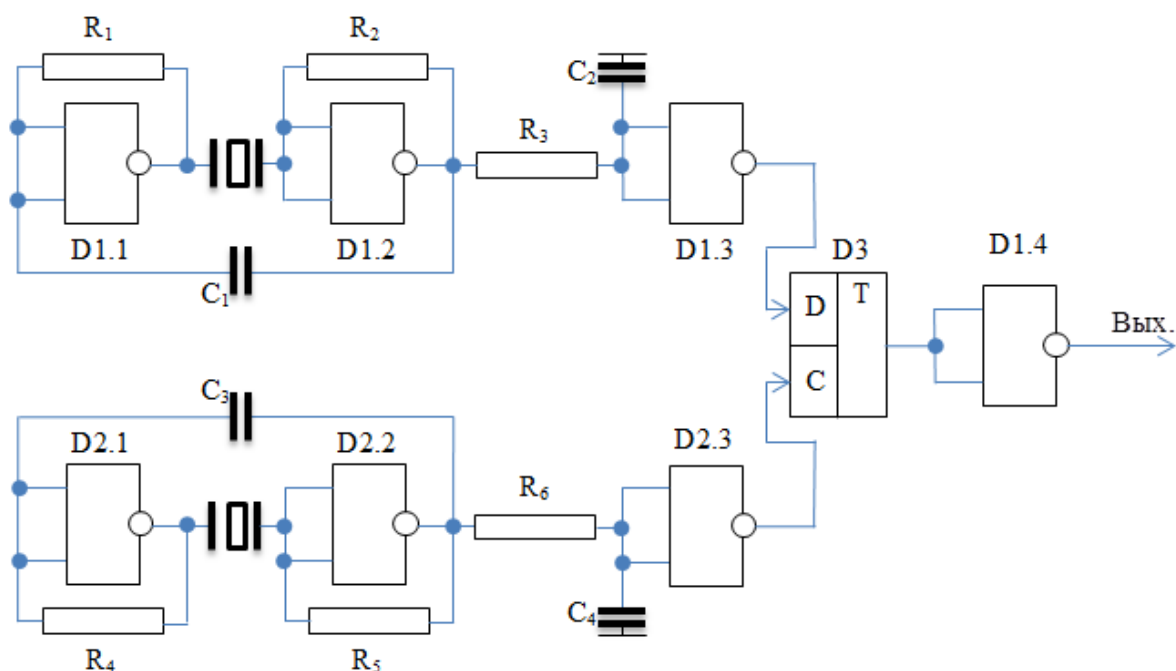 R1
R2
C2
R3
D1.1
D1.2
D1.3
D3
D1.4
C1
D
T
Вых.
C
C3
D2.1
D2.2
D2.3
R6
C4
R4
R5